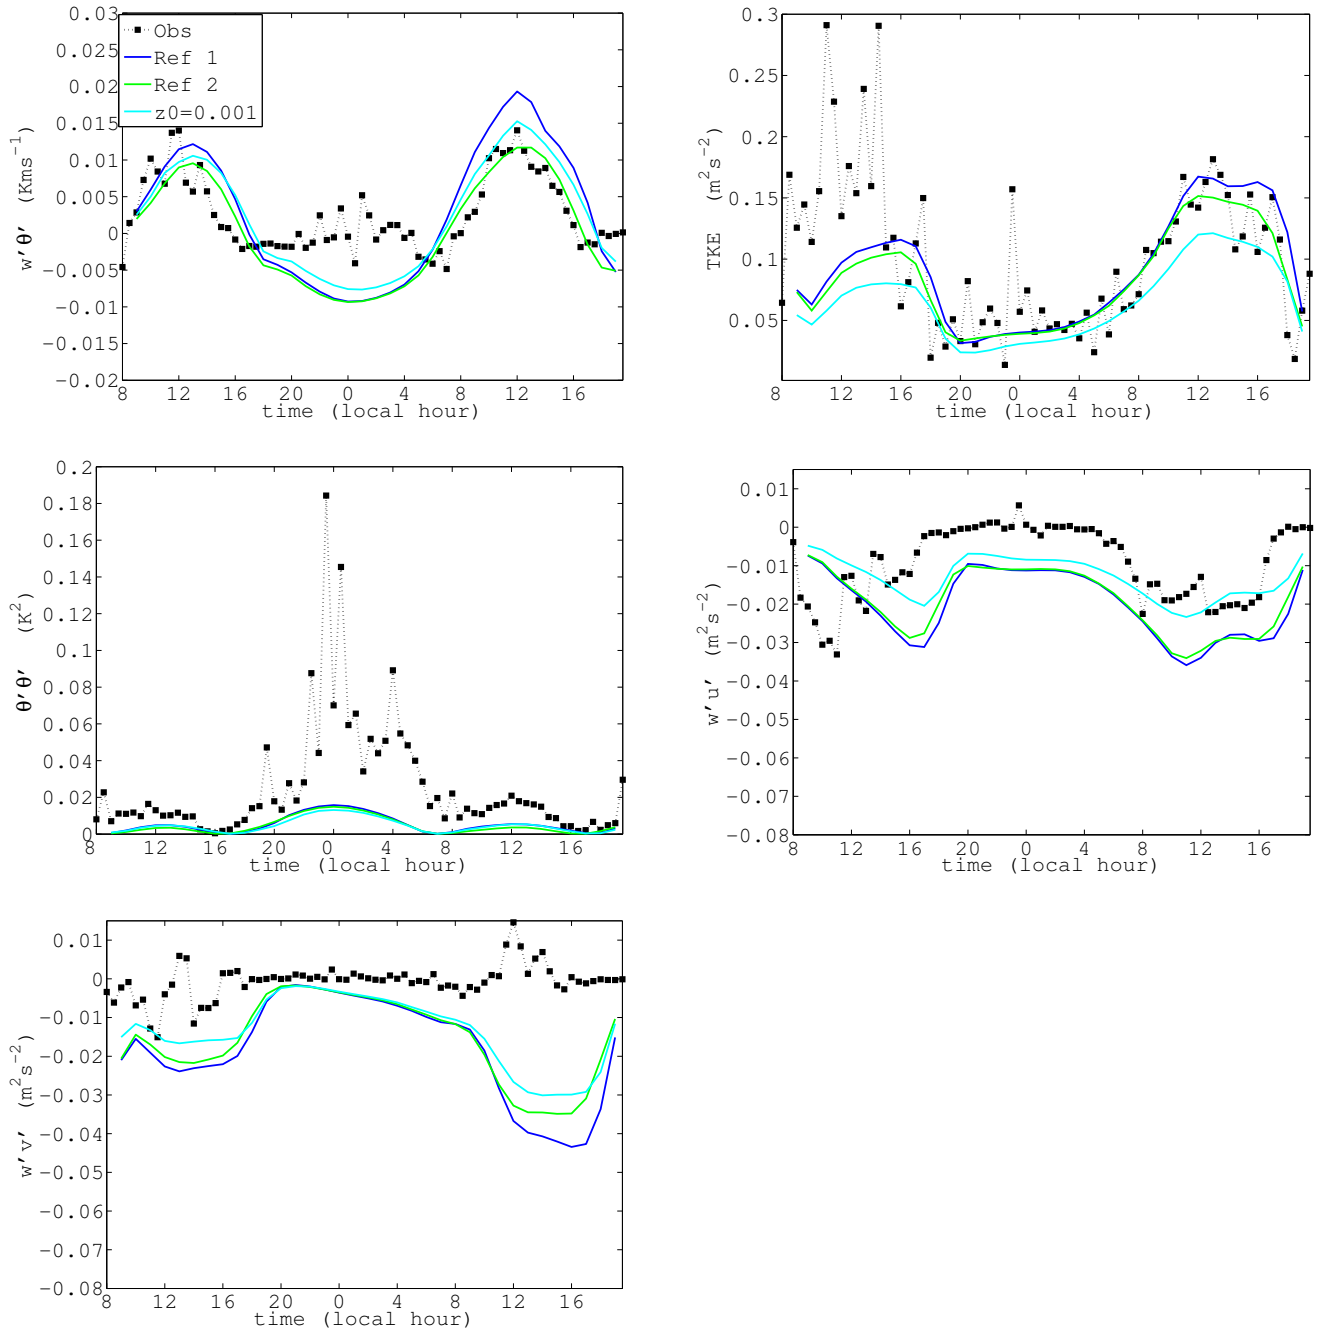 0.03
0.025
0.02
0.015
0.01
0.005
0
−0.005
−0.01
−0.015
−0.02
w′θ′ (Kms⁻¹)
Obs
Ref 1
Ref 2
z0=0.001
8 12 16 20 0 4 8 12 16
time (local hour)
0.3
0.25
0.2
0.15
0.1
0.05
TKE (m²s⁻²)
8 12 16 20 0 4 8 12 16
time (local hour)
0.2
0.18
0.16
0.14
0.12
0.1
0.08
0.06
0.04
0.02
0
θ′θ′ (K²)
8 12 16 20 0 4 8 12 16
time (local hour)
0.01
0
−0.01
−0.02
−0.03
−0.04
−0.05
−0.06
−0.07
−0.08
w′u′ (m²s⁻²)
8 12 16 20 0 4 8 12 16
time (local hour)
0.01
0
−0.01
−0.02
−0.03
−0.04
−0.05
−0.06
−0.07
−0.08
w′v′ (m²s⁻²)
8 12 16 20 0 4 8 12 16
time (local hour)